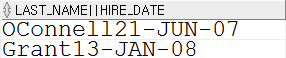 LAST_NAME||HIRE_DATE
OConnell21-JUN-07
Grant13-JAN-08